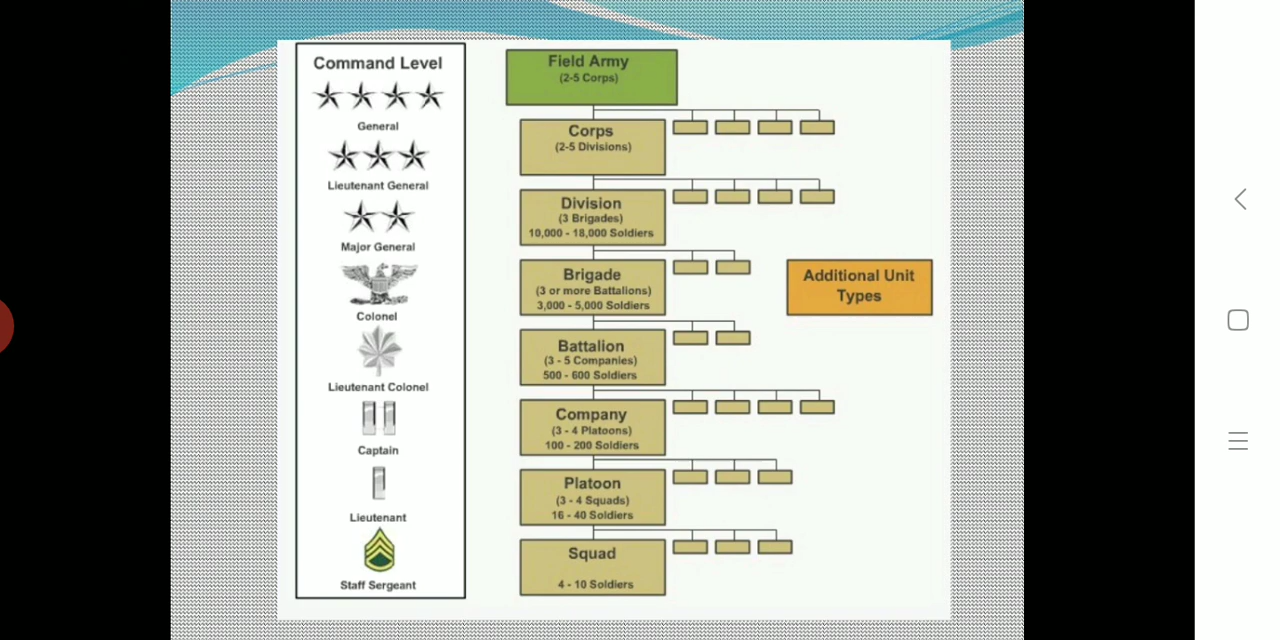 Command Level
General
Lieutenant General
Major General
Colonel
Lieutenant Colonel
Captain
Lieutenant
Staff Sergeant
Field Army
(2-5 Corps)
Corps
(2-5 Divisions)
Division
(3 Brigades)
10,000 - 18,000 Soldiers
Brigade
(3 or more Battalions)
3,000 - 5,000 Soldiers
Battalion
(3 - 5 Companies)
500 - 600 Soldiers
Company
(3 - 4 Platoons)
100 - 200 Soldiers
Platoon
(3 - 4 Squads)
16 - 40 Soldiers
Squad
4 - 10 Soldiers
Additional Unit
Types